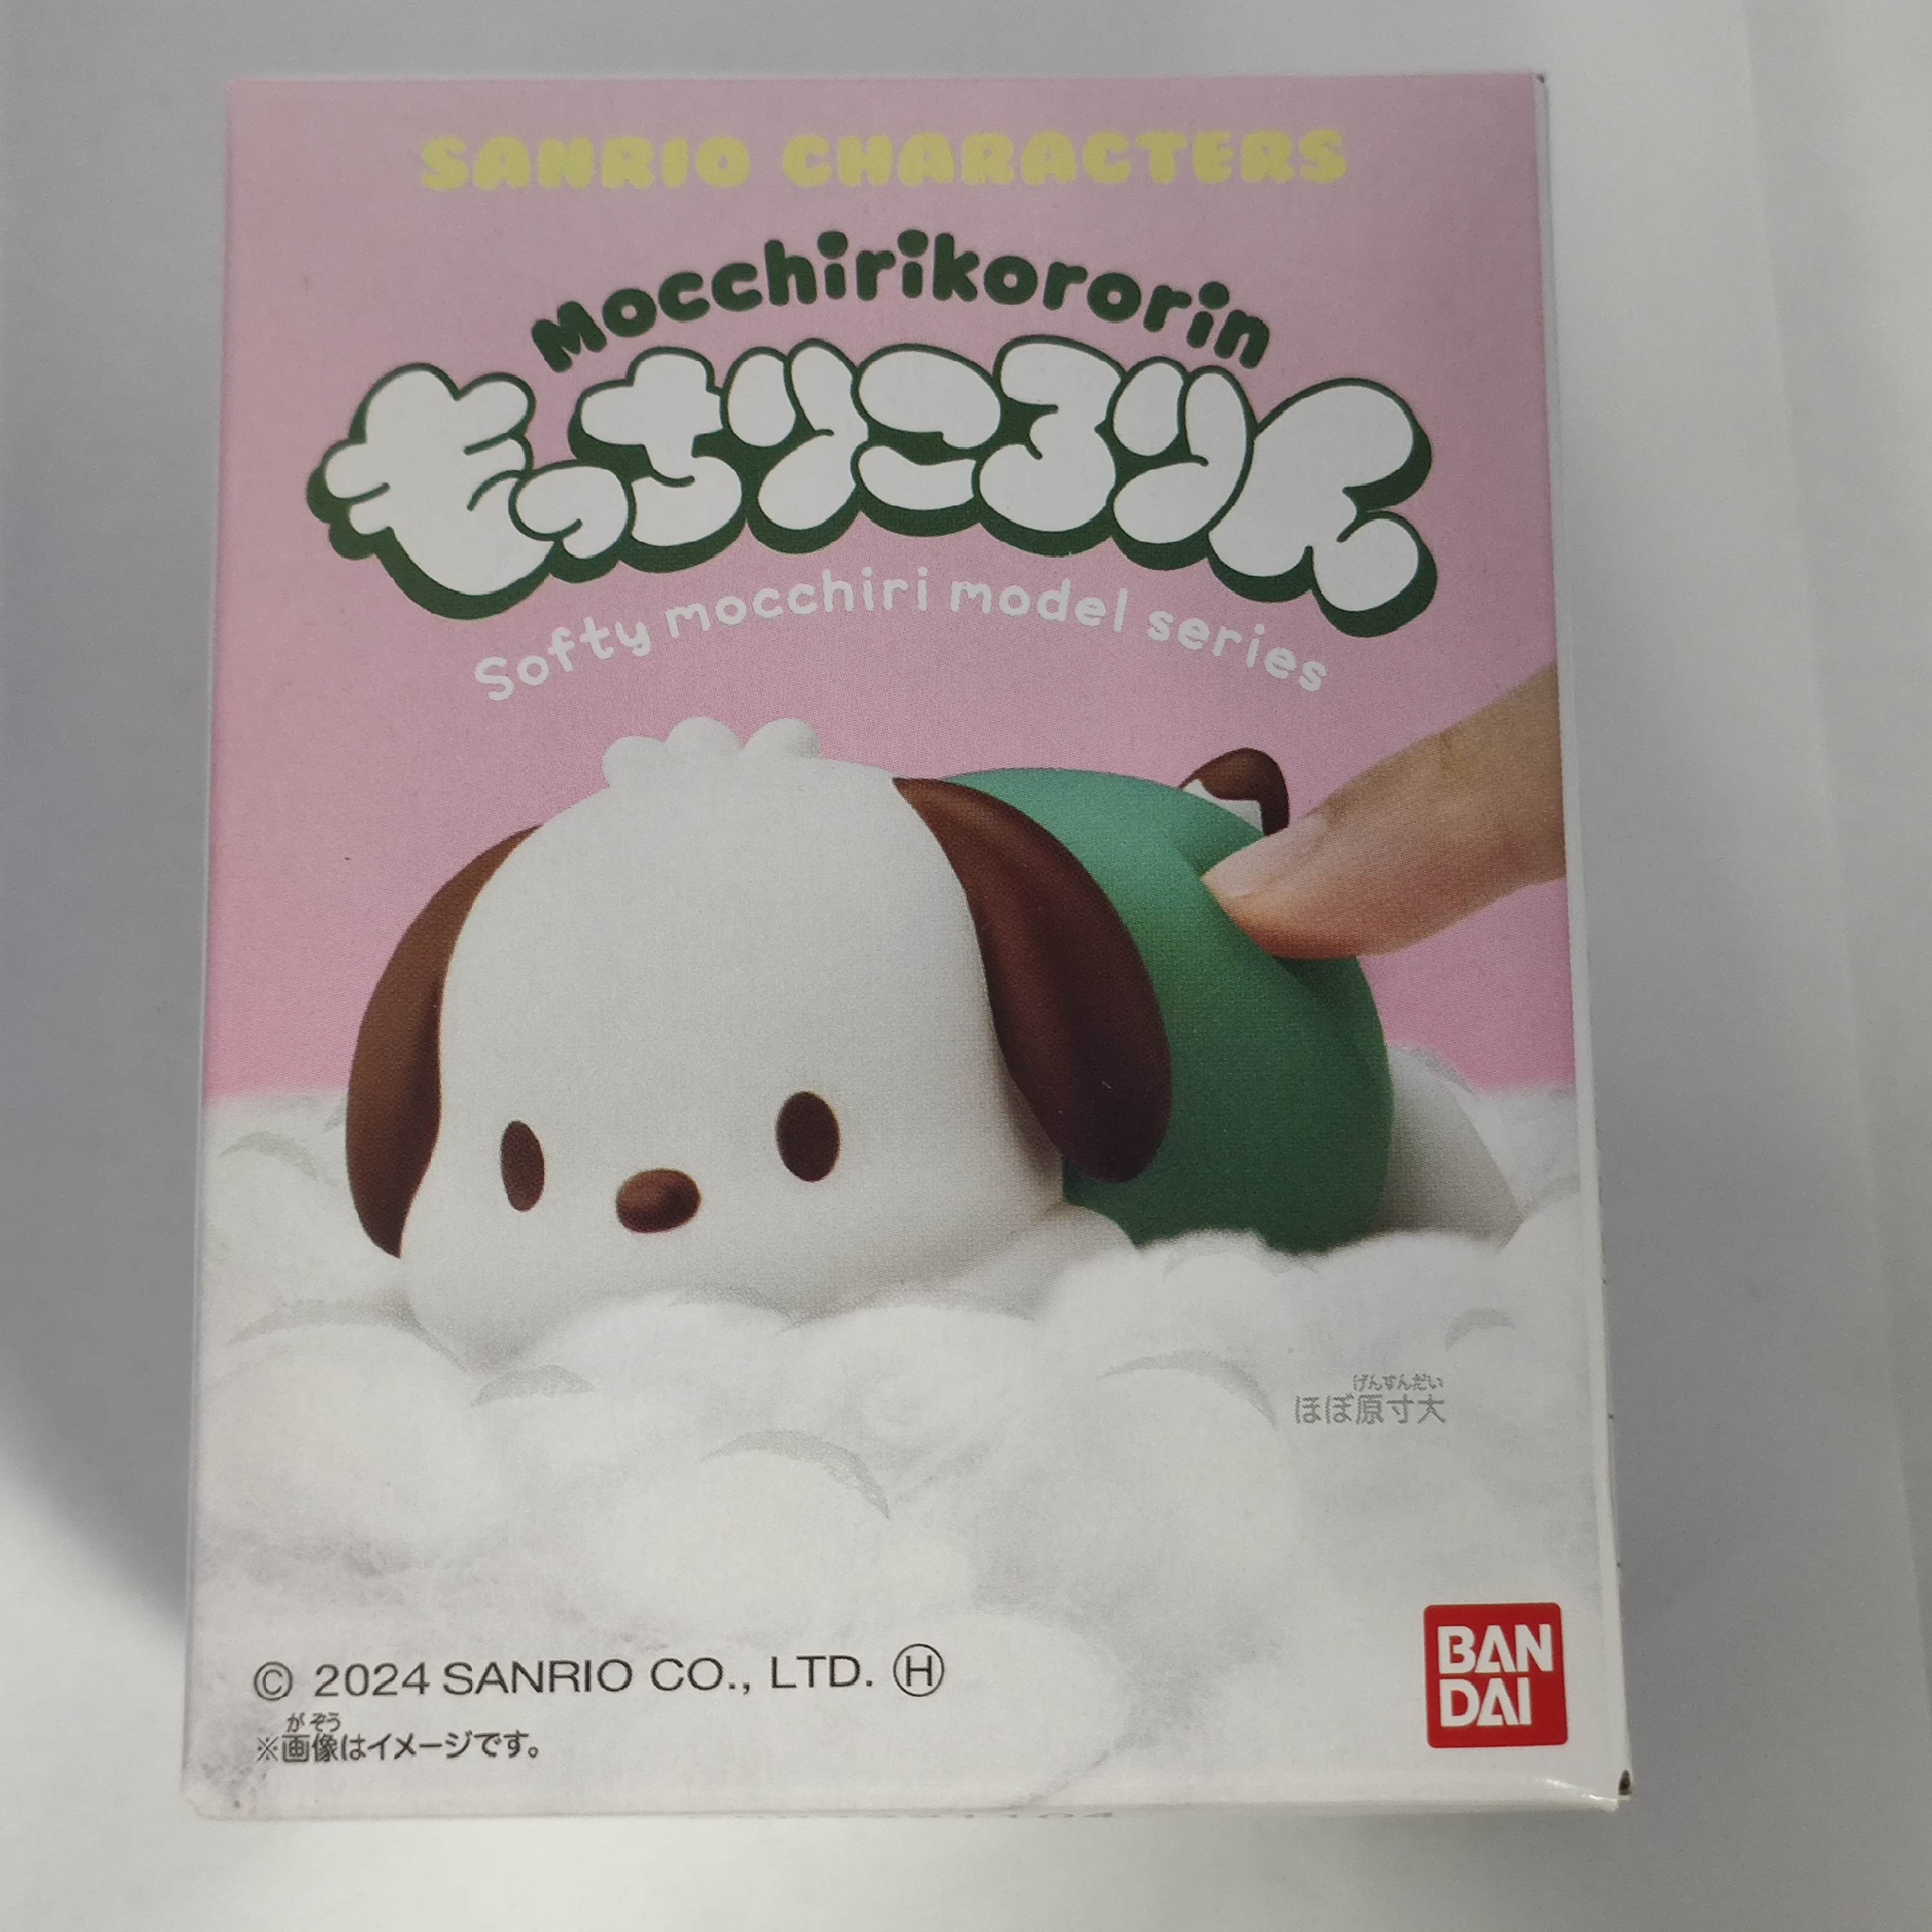 SANRIO CHARACTERS
Mocchirikororin
もっちりころりん
Softy mocchiri model series
げんすんだい
ほぼ原寸大
© 2024 SANRIO CO., LTD. Ⓗ
がぞう
※画像はイメージです。
BAN
DAI